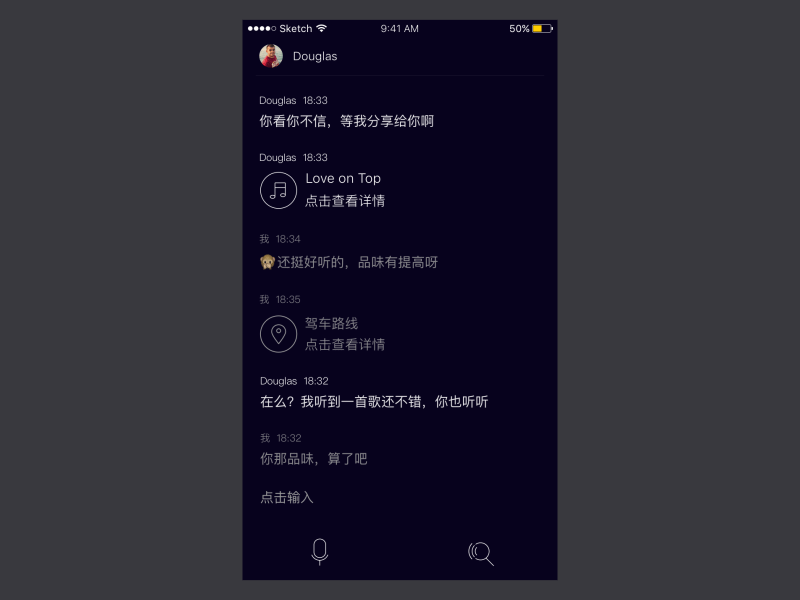 Sketch 9:41 AM 50%
Douglas
Douglas 18:33
你看你不信，等我分享给你啊
Douglas 18:33
Love on Top
点击查看详情
我 18:34
🙊还挺好听的，品味有提高呀
我 18:35
驾车路线
点击查看详情
Douglas 18:32
在么？我听到一首歌还不错，你也听听
我 18:32
你那品味，算了吧
点击输入